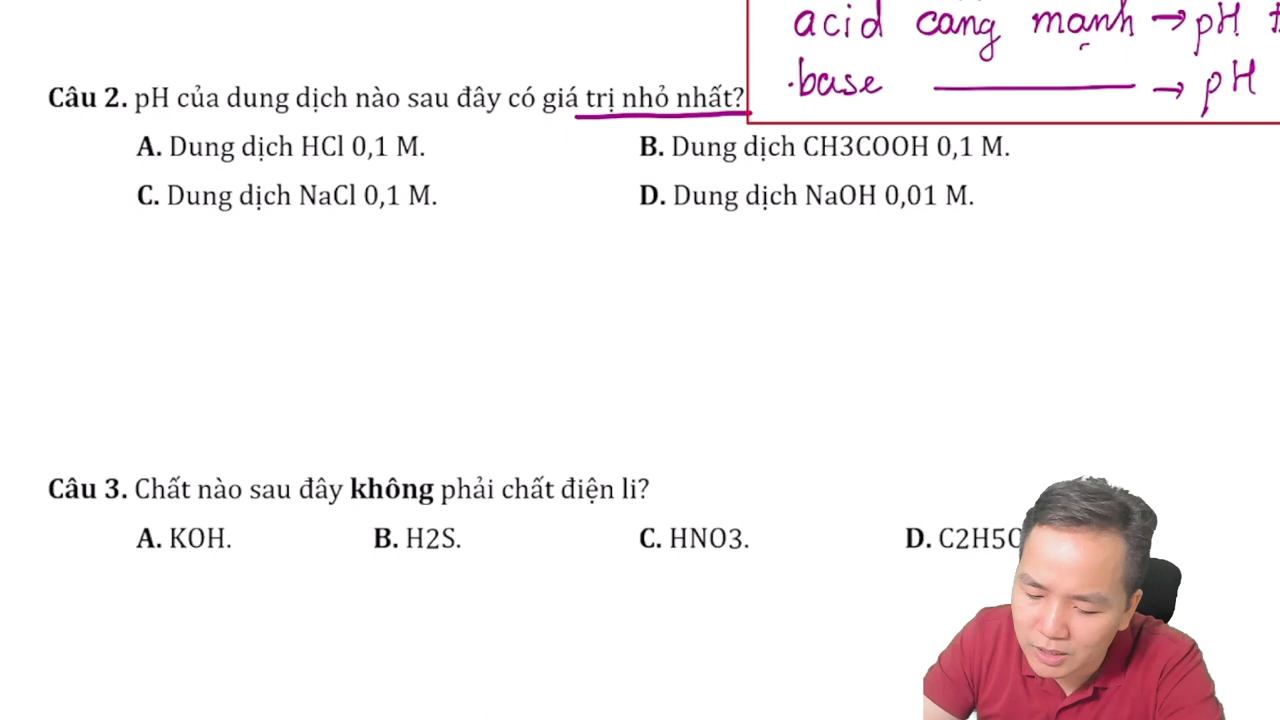 acid càng mạnh → pH
.base ——— → pH
Câu 2. pH của dung dịch nào sau đây có giá trị nhỏ nhất?
A. Dung dịch HCl 0,1 M. B. Dung dịch CH3COOH 0,1 M.
C. Dung dịch NaCl 0,1 M. D. Dung dịch NaOH 0,01 M.
Câu 3. Chất nào sau đây không phải chất điện li?
A. KOH. B. H2S. C. HNO3. D. C2H5O